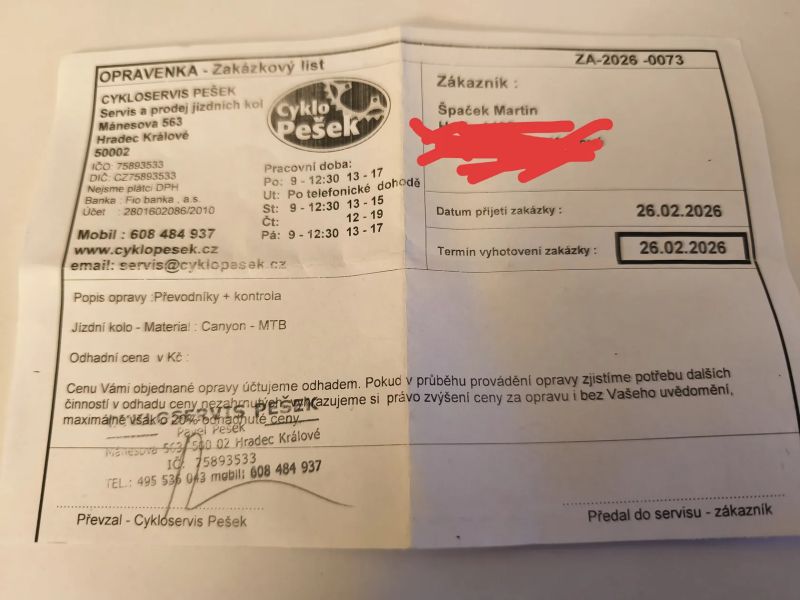 OPRAVENKA - Zakázkový list
ZA-2026 -0073
CYKLOSERVIS PEŠEK
Servis a prodej jízdních kol
Mánesova 563
Hradec Králové
50002
IČO: 75893533
DIČ: CZ75893533
Nejsme plátci DPH
Banka : Fio banka , a.s.
Účet : 2801602086/2010
Mobil : 608 484 937
www.cyklopesek.cz
email: servis@cyklopesek.cz
Cyklo
Pešek
Pracovní doba:
Po: 9 - 12:30 13 - 17
Út: Po telefonické dohodě
St: 9 - 12:30 13 - 15
Čt: 12 - 19
Pá: 9 - 12:30 13 - 17
Zákazník :
Špaček Martin
Datum přijetí zakázky : 26.02.2026
Termín vyhotovení zakázky : 26.02.2026
Popis opravy :Převodníky + kontrola
Jízdní kolo - Materiál : Canyon - MTB
Odhadní cena v Kč :
Cenu Vámi objednané opravy účtujeme odhadem. Pokud v průběhu provádění opravy zjistíme potřebu dalších
činností v odhadu ceny nezahrnutých, vyhrazujeme si právo zvýšení ceny za opravu i bez Vašeho uvědomění,
maximálně však o 20% odhadnuté ceny.
CYKLOSERVIS PEŠEK
Pavel Pešek
Mánesova 563, 500 02 Hradec Králové
IČ: 75893533
TEL.: 495 536 043 mobil: 608 484 937
Převzal - Cykloservis Pešek
Předal do servisu - zákazník